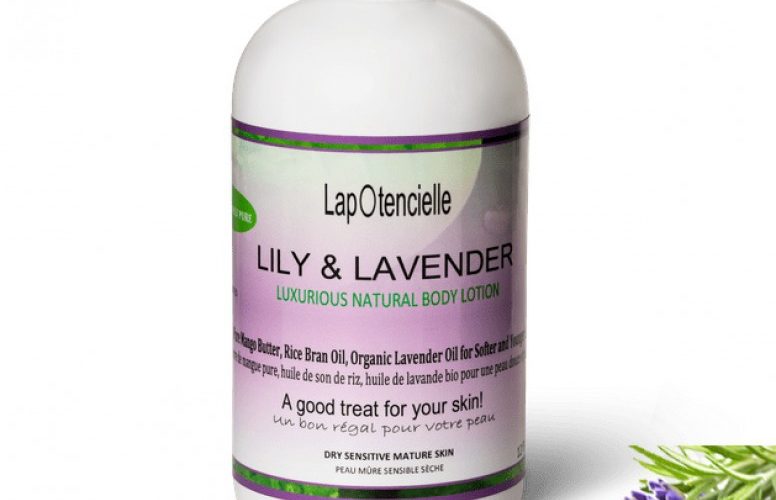 LapOtencielle
PURE
LILY & LAVENDER
LUXURIOUS NATURAL BODY LOTION
Mango Butter, Rice Bran Oil, Organic Lavender Oil for Softer and
de mangue pure, huile de son de riz, huile de lavande bio pour une peau
A good treat for your skin!
Un bon régal pour votre peau
DRY SENSITIVE MATURE SKIN
PEAU MÛRE SENSIBLE SÈCHE